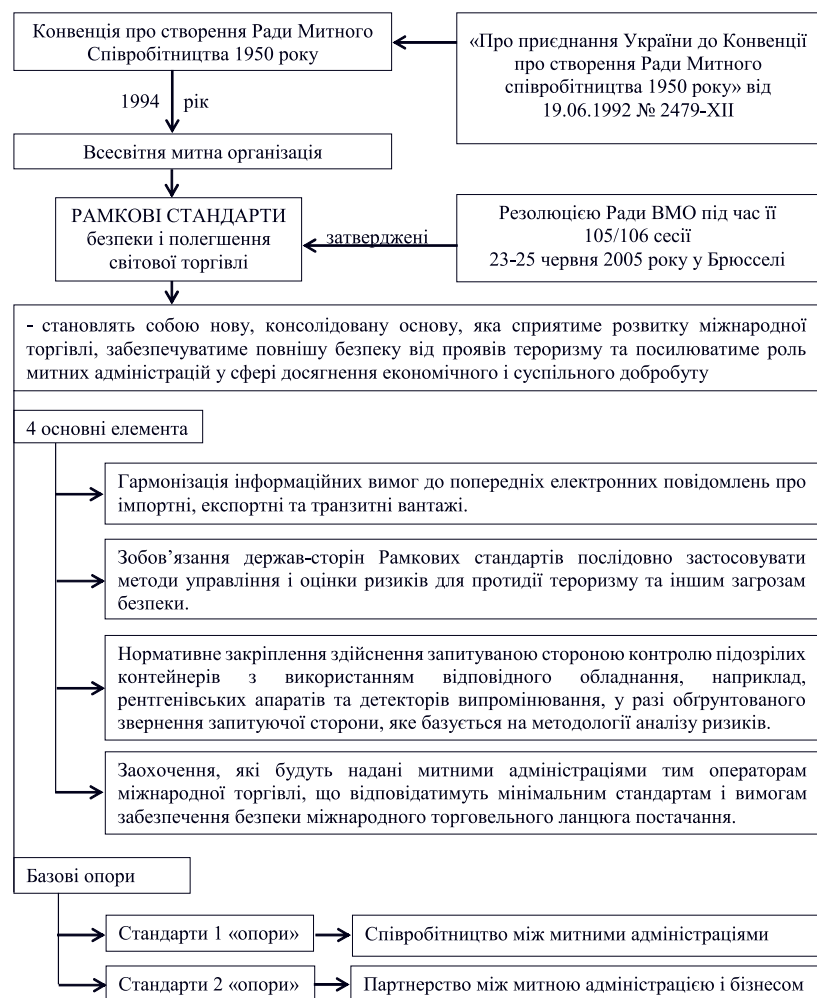 Конвенція про створення Ради Митного
Співробітництва 1950 року
«Про приєднання України до Конвенції
про створення Ради Митного
співробітництва 1950 року» від
19.06.1992 № 2479-XII
1994 рік
Всесвітня митна організація
РАМКОВІ СТАНДАРТИ
безпеки і полегшення
світової торгівлі
затверджені
Резолюцією Ради ВМО під час її
105/106 сесії
23-25 червня 2005 року у Брюсселі
- становлять собою нову, консолідовану основу, яка сприятиме розвитку міжнародної
торгівлі, забезпечуватиме повнішу безпеку від проявів тероризму та посилюватиме роль
митних адміністрацій у сфері досягнення економічного і суспільного добробуту
4 основні елемента
Гармонізація інформаційних вимог до попередніх електронних повідомлень про
імпортні, експортні та транзитні вантажі.
Зобов’язання держав-сторін Рамкових стандартів послідовно застосовувати
методи управління і оцінки ризиків для протидії тероризму та іншим загрозам
безпеки.
Нормативне закріплення здійснення запитуваною стороною контролю підозрілих
контейнерів з використанням відповідного обладнання, наприклад,
рентгенівських апаратів та детекторів випромінювання, у разі обґрунтованого
звернення запитуючої сторони, яке базується на методології аналізу ризиків.
Заохочення, які будуть надані митними адміністраціями тим операторам
міжнародної торгівлі, що відповідатимуть мінімальним стандартам і вимогам
забезпечення безпеки міжнародного торговельного ланцюга постачання.
Базові опори
Стандарти 1 «опори»
Співробітництво між митними адміністраціями
Стандарти 2 «опори»
Партнерство між митною адміністрацією і бізнесом